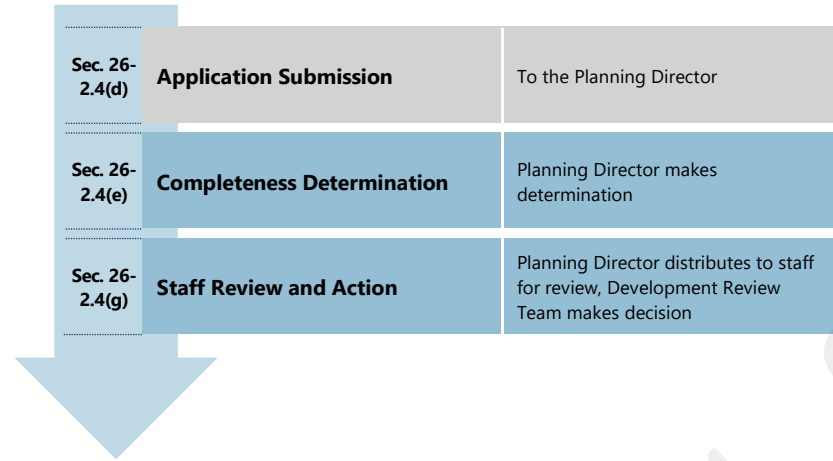 Sec. 26-
2.4(d)
Application Submission
To the Planning Director
Sec. 26-
2.4(e)
Completeness Determination
Planning Director makes
determination
Sec. 26-
2.4(g)
Staff Review and Action
Planning Director distributes to staff
for review, Development Review
Team makes decision